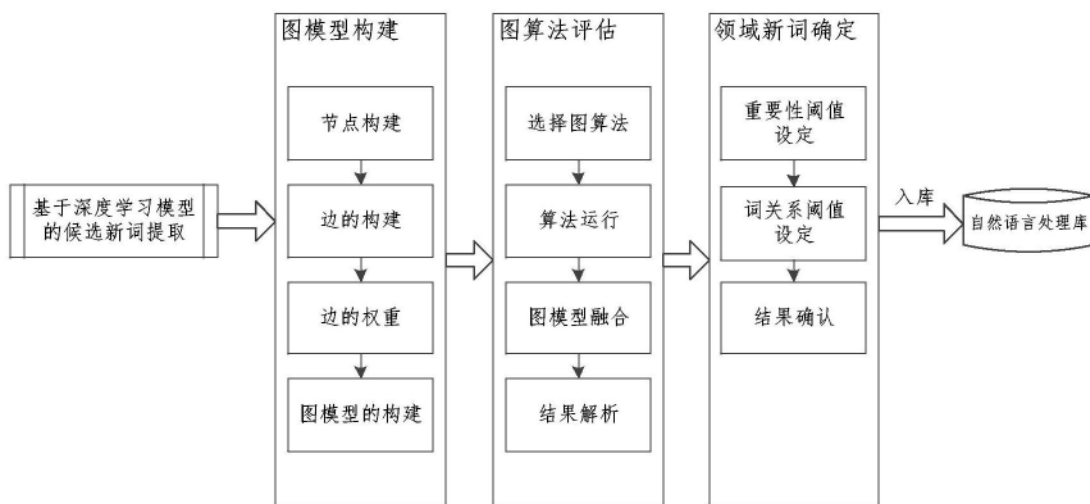 基于深度学习模型
的候选新词提取
图模型构建
节点构建
边的构建
边的权重
图模型的构建
图算法评估
选择图算法
算法运行
图模型融合
结果解析
领域新词确定
重要性阈值
设定
词关系阈值
设定
结果确认
入库
自然语言处理库